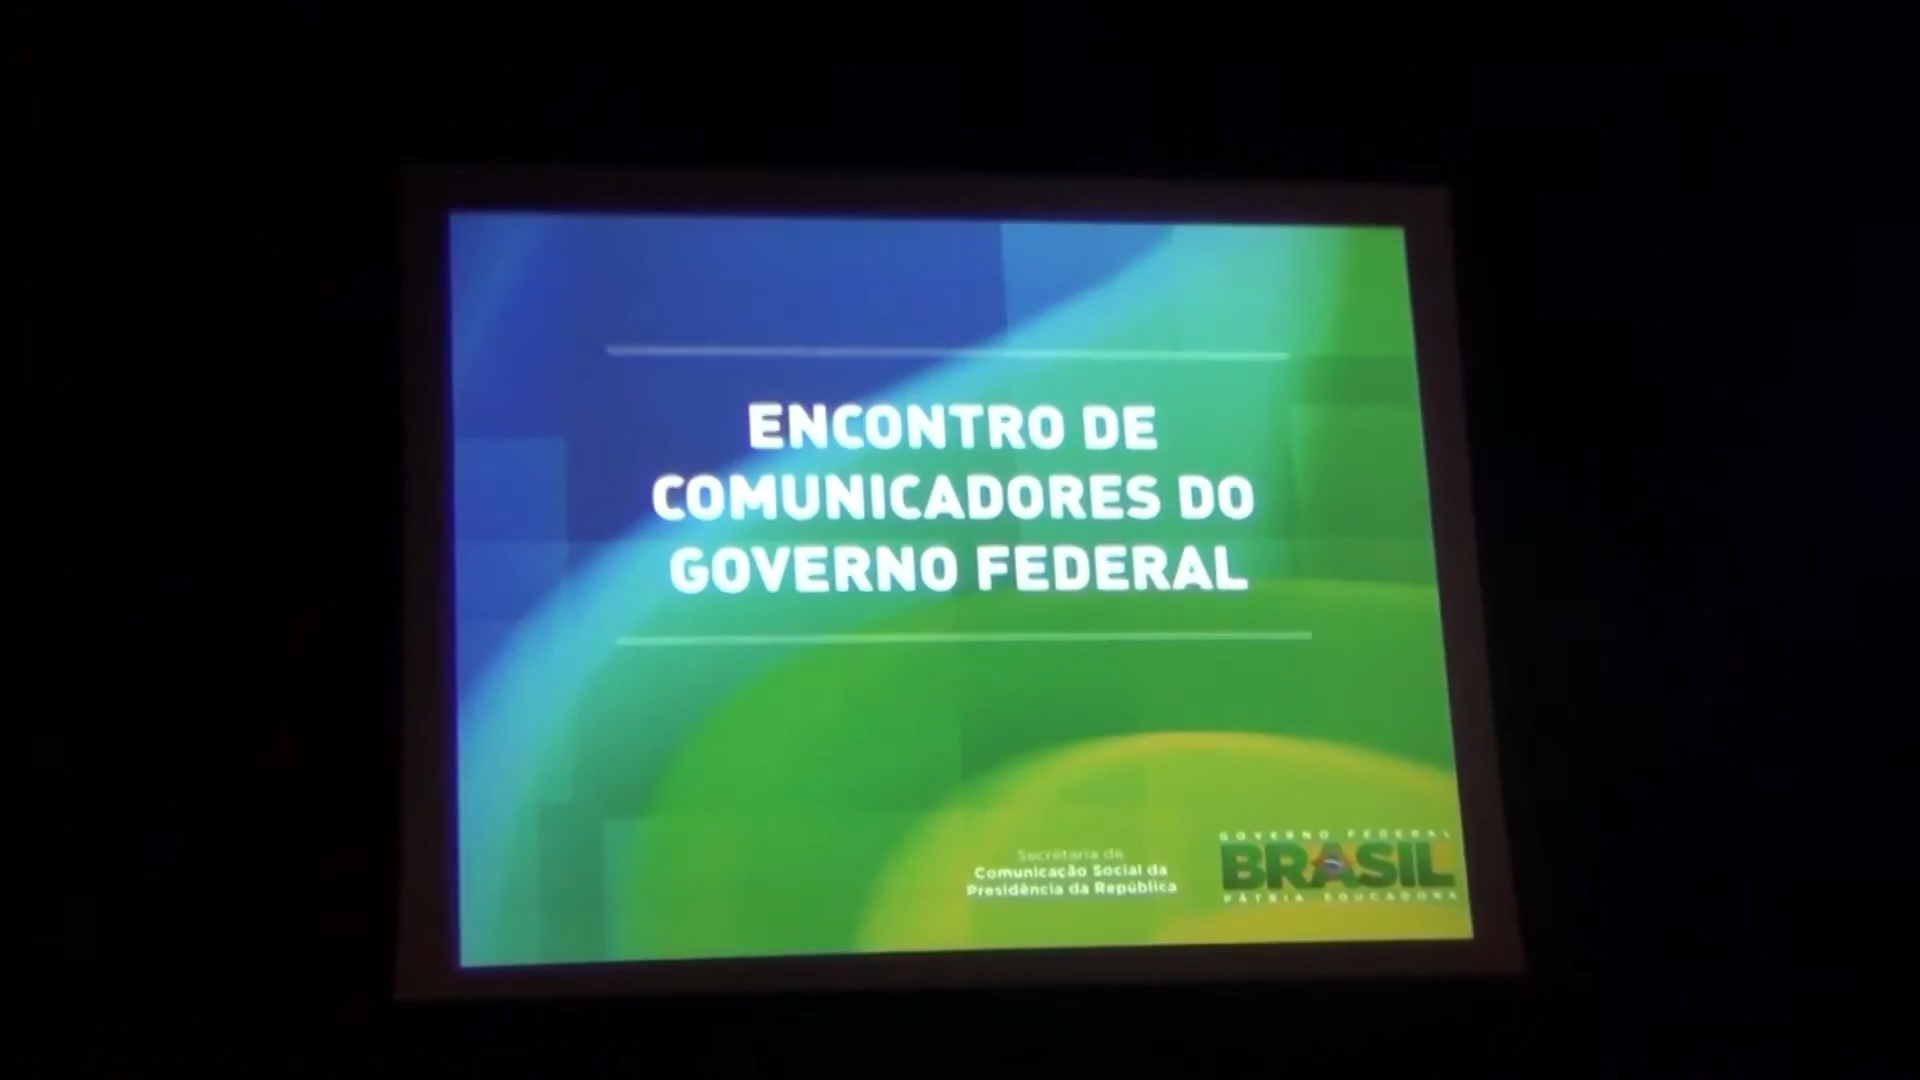 ENCONTRO DE
COMUNICADORES DO
GOVERNO FEDERAL
Secretaria de
Comunicação Social da
Presidência da República
GOVERNO FEDERAL
BRASIL
PÁTRIA EDUCADORA